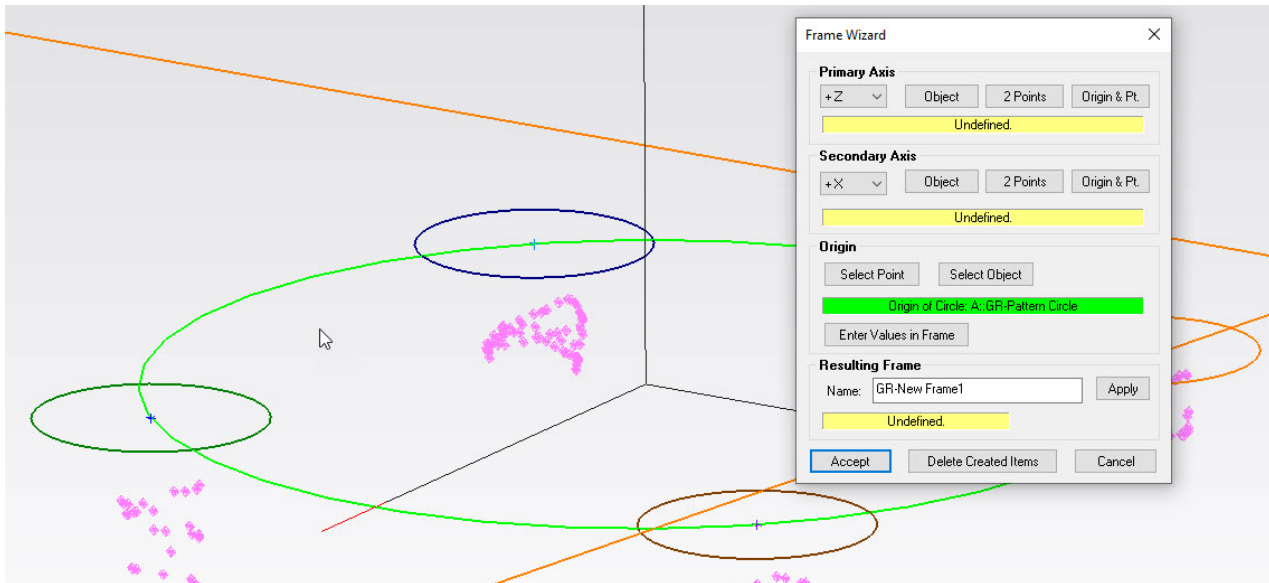 Frame Wizard
Primary Axis
+Z Object 2 Points Origin & Pt.
Undefined.
Secondary Axis
+X Object 2 Points Origin & Pt.
Undefined.
Origin
Select Point Select Object
Origin of Circle: A::GR-Pattern Circle
Enter Values in Frame
Resulting Frame
Name: GR-New Frame1 Apply
Undefined.
Accept Delete Created Items Cancel